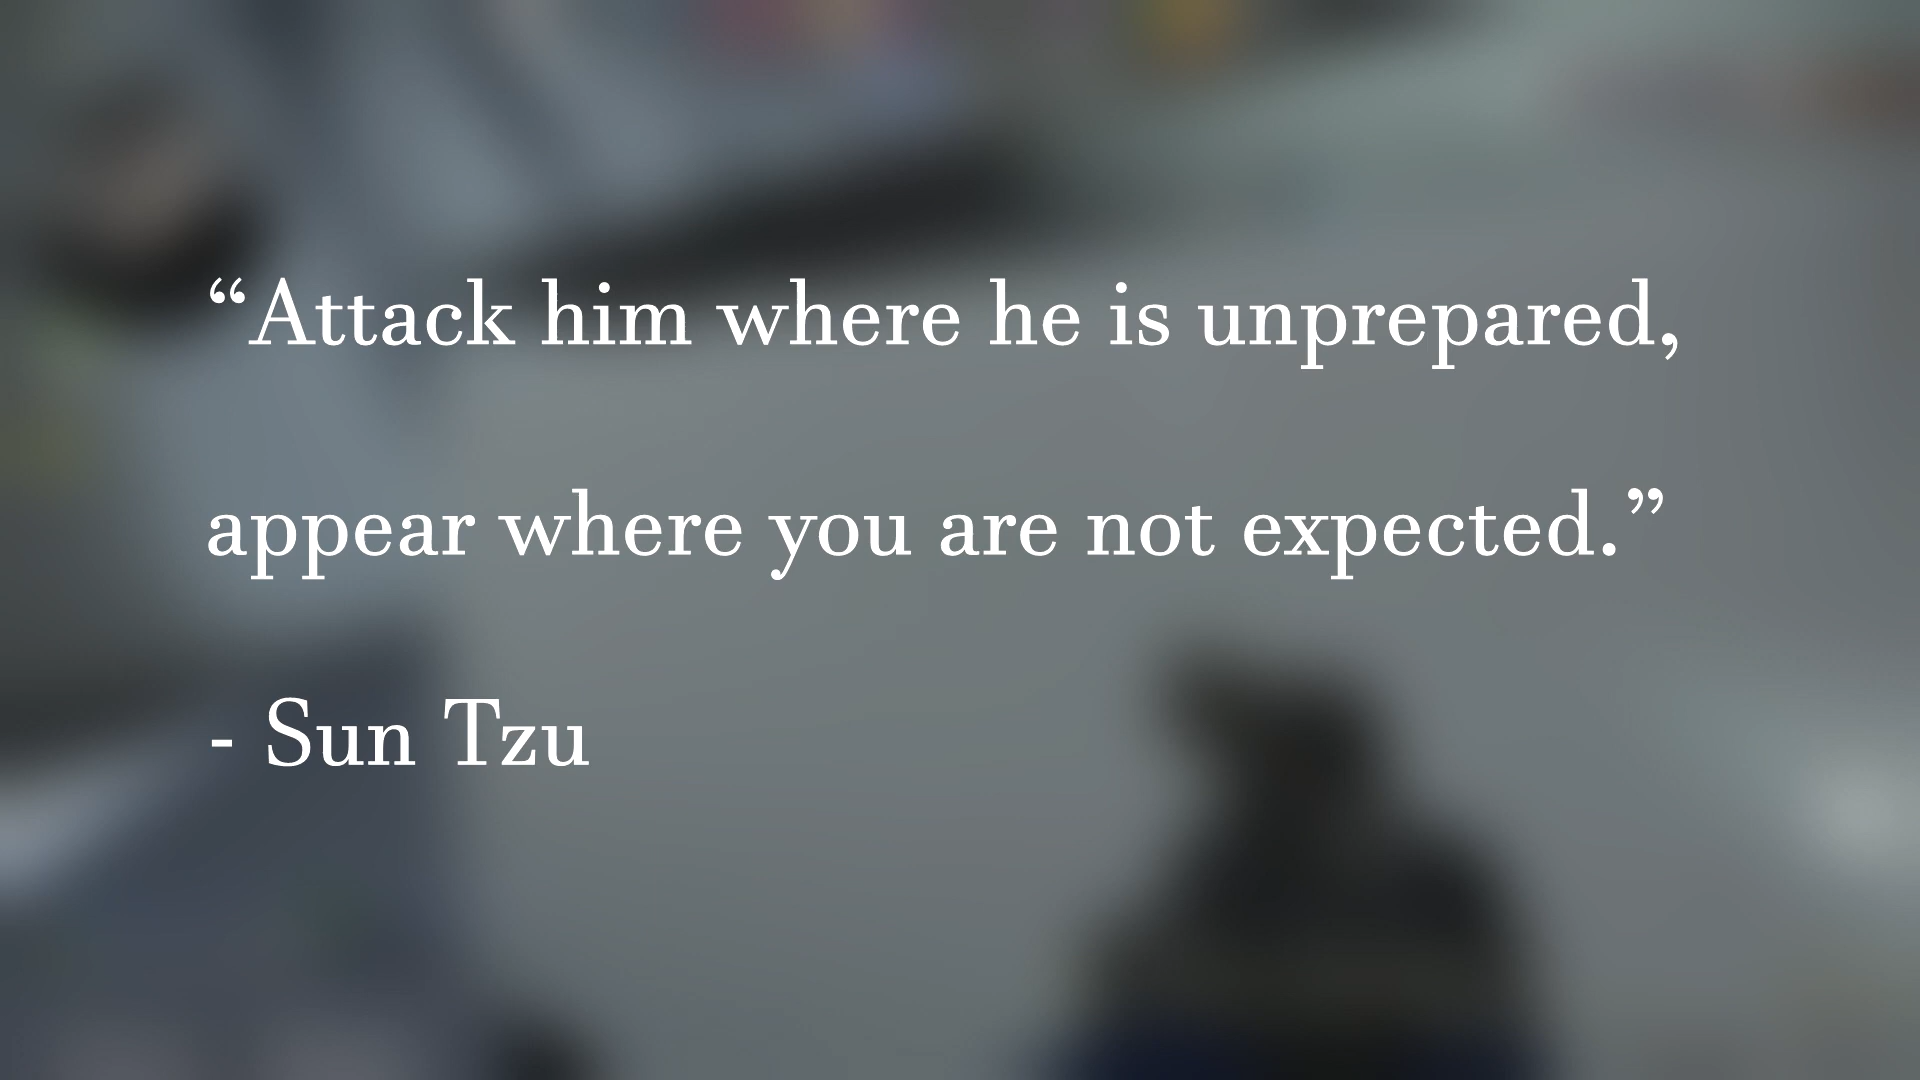 “Attack him where he is unprepared,
appear where you are not expected.”
- Sun Tzu